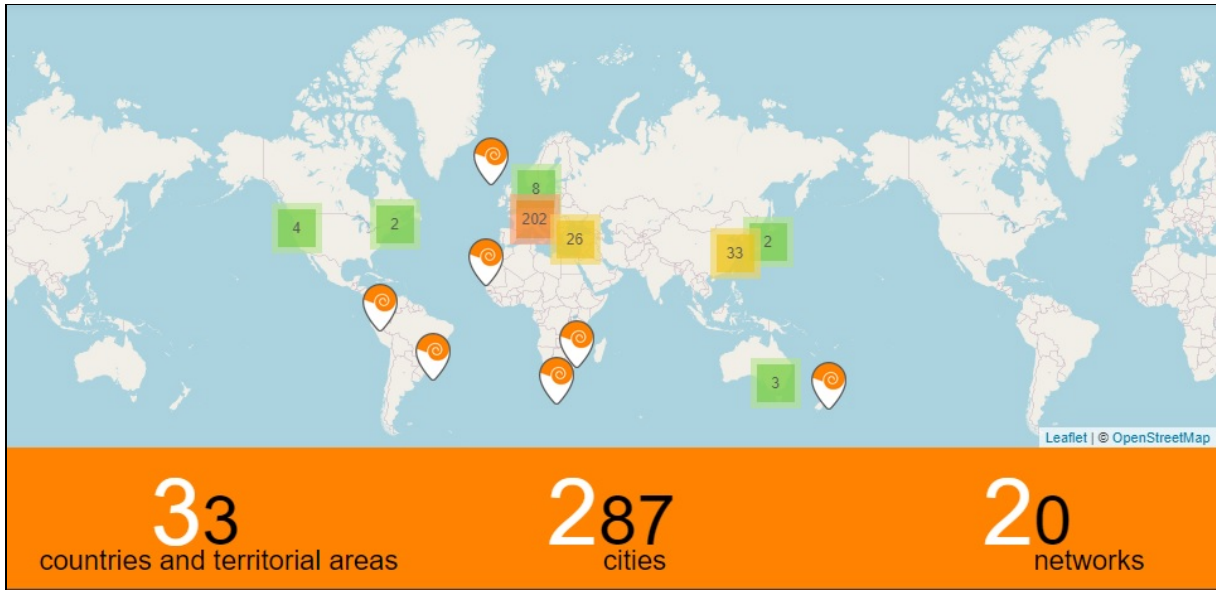 8
202
4
2
26
2
33
3
Leaflet | © OpenStreetMap
33
countries and territorial areas
287
cities
20
networks